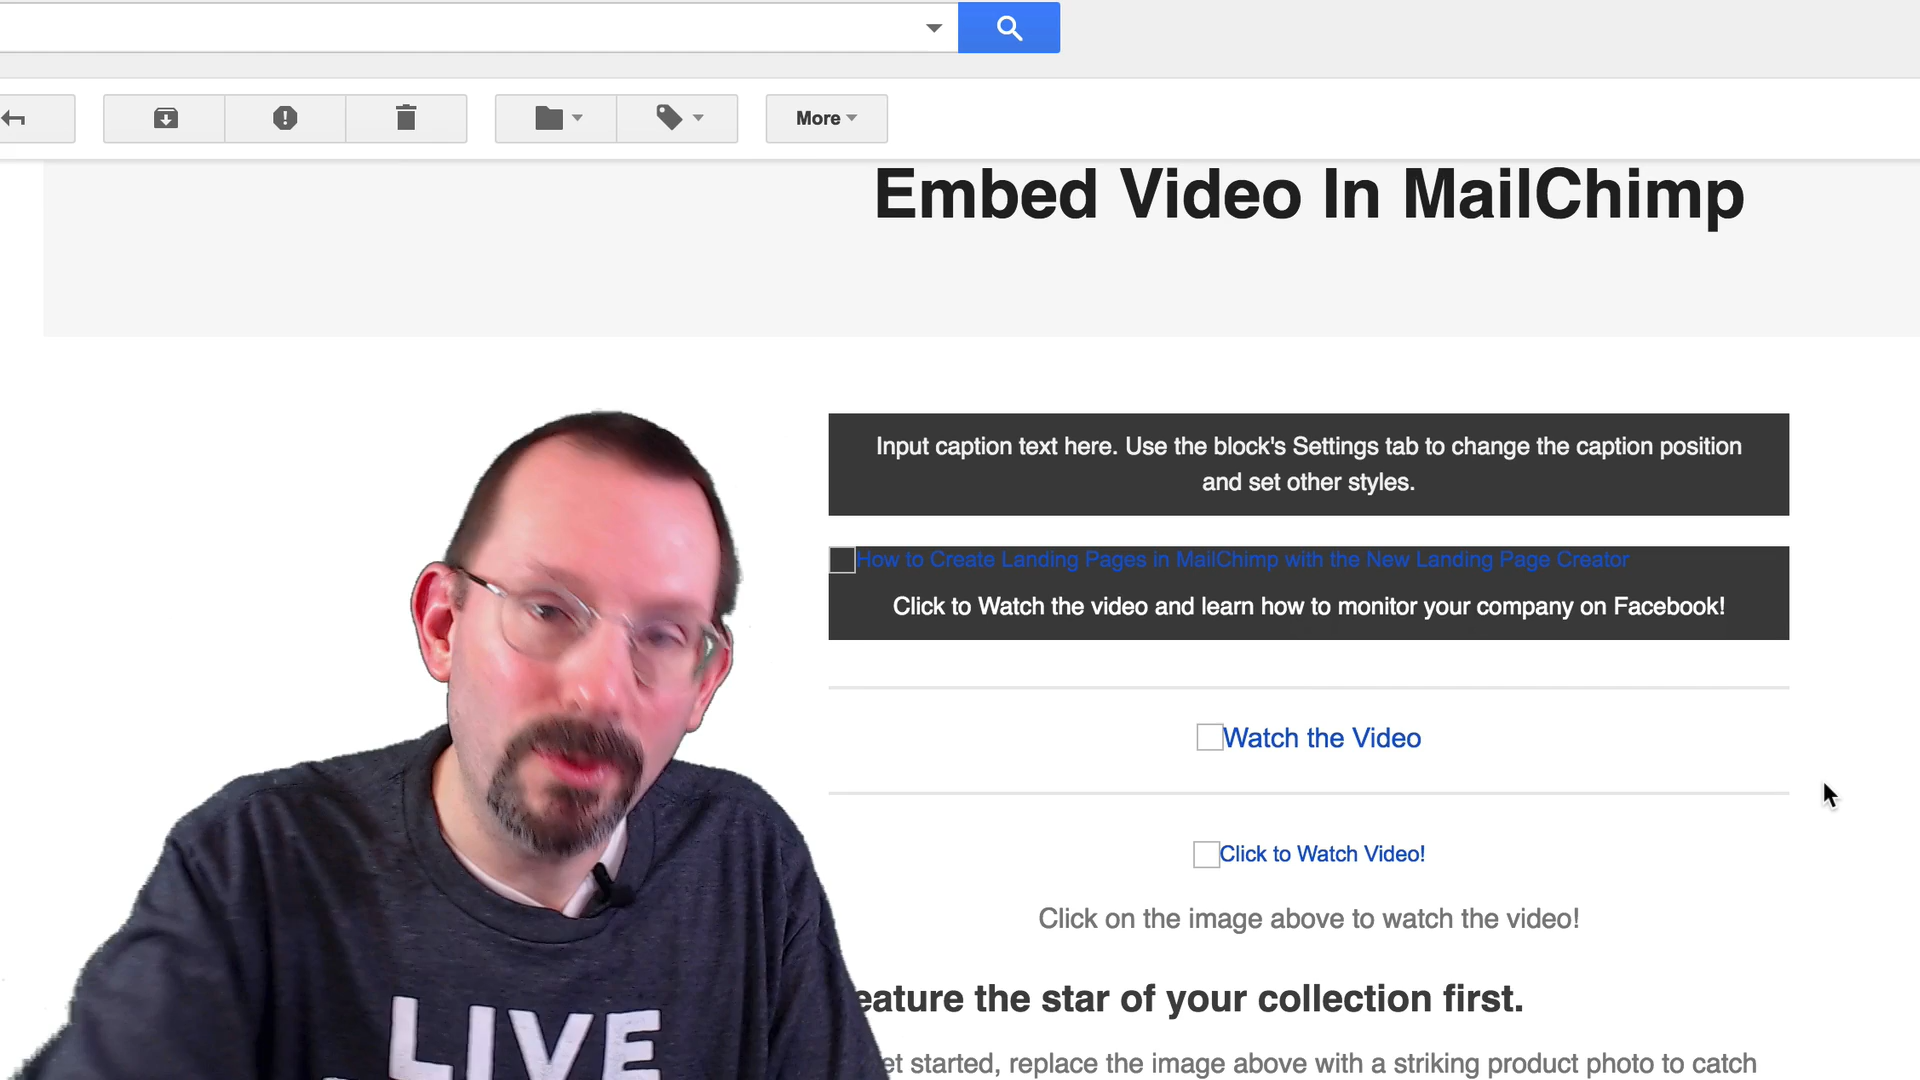 More
Embed Video In MailChimp
Input caption text here. Use the block's Settings tab to change the caption position
and set other styles.
How to Create Landing Pages in MailChimp with the New Landing Page Creator
Click to Watch the video and learn how to monitor your company on Facebook!
Watch the Video
Click to Watch Video!
Click on the image above to watch the video!
eature the star of your collection first.
et started, replace the image above with a striking product photo to catch
LIVE